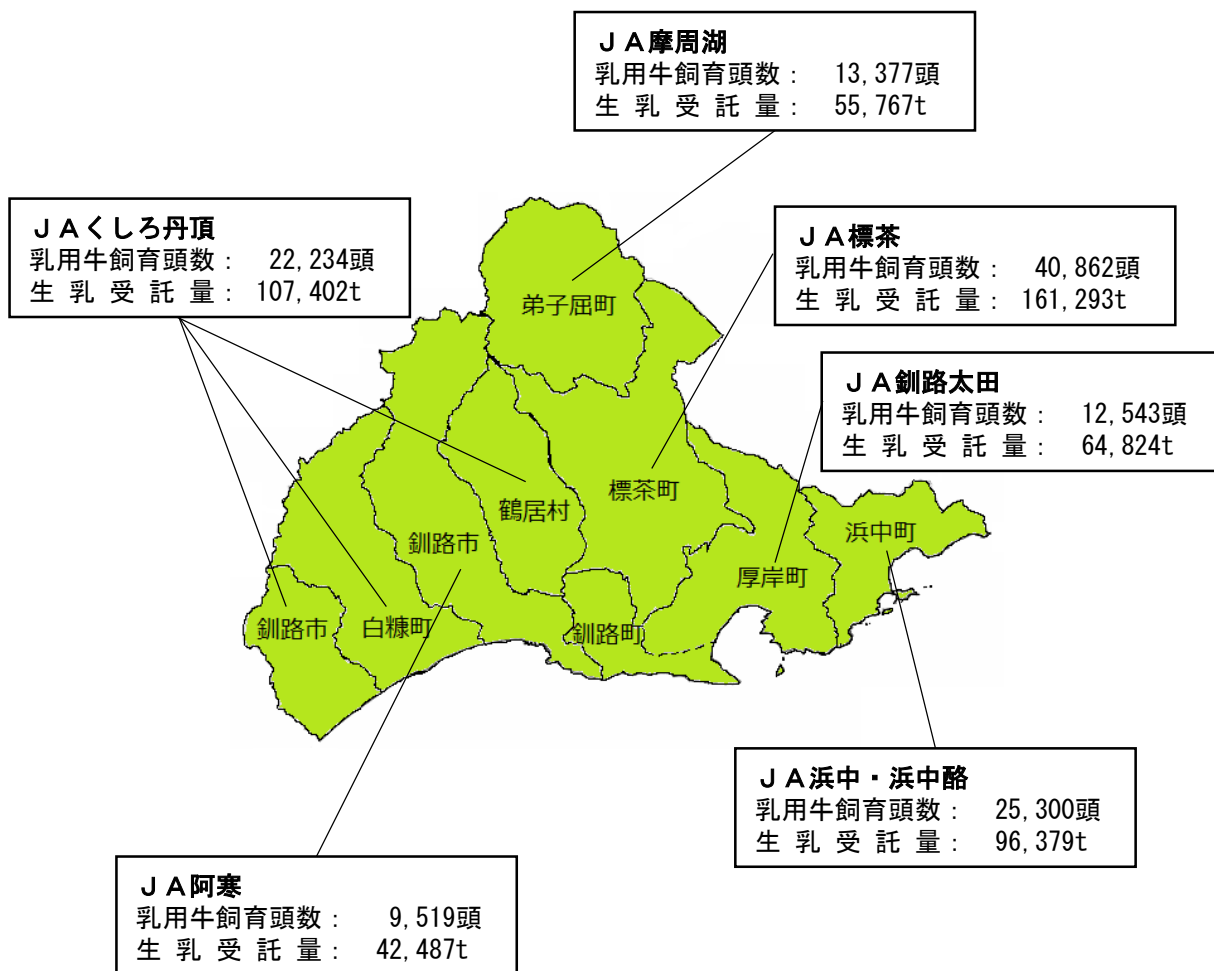 ＪＡ摩周湖
乳用牛飼育頭数： 13,377頭
生乳受託量： 55,767t
ＪＡくしろ丹頂
乳用牛飼育頭数： 22,234頭
生乳受託量： 107,402t
ＪＡ標茶
乳用牛飼育頭数： 40,862頭
生乳受託量： 161,293t
ＪＡ釧路太田
乳用牛飼育頭数： 12,543頭
生乳受託量： 64,824t
弟子屈町
標茶町
鶴居村
釧路市
浜中町
厚岸町
釧路市
白糠町
釧路町
ＪＡ浜中・浜中酪
乳用牛飼育頭数： 25,300頭
生乳受託量： 96,379t
ＪＡ阿寒
乳用牛飼育頭数： 9,519頭
生乳受託量： 42,487t